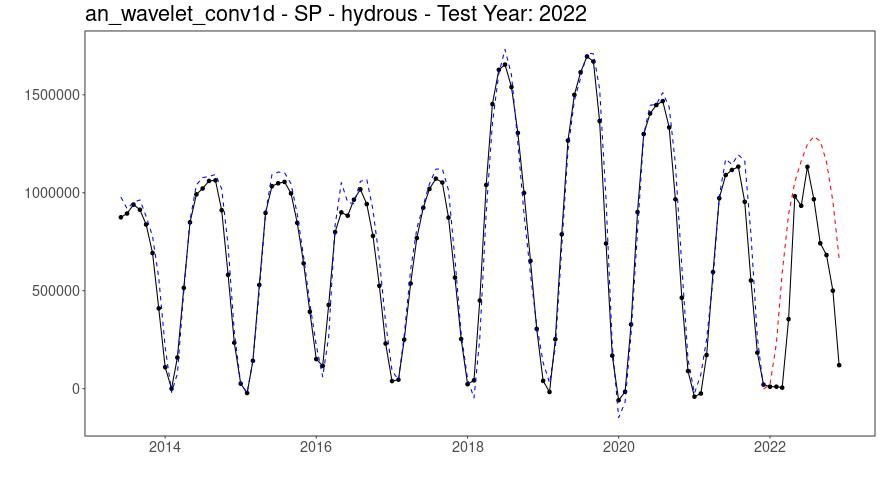 an_wavelet_conv1d - SP - hydrous - Test Year: 2022
1500000
1000000
500000
0
2014 2016 2018 2020 2022